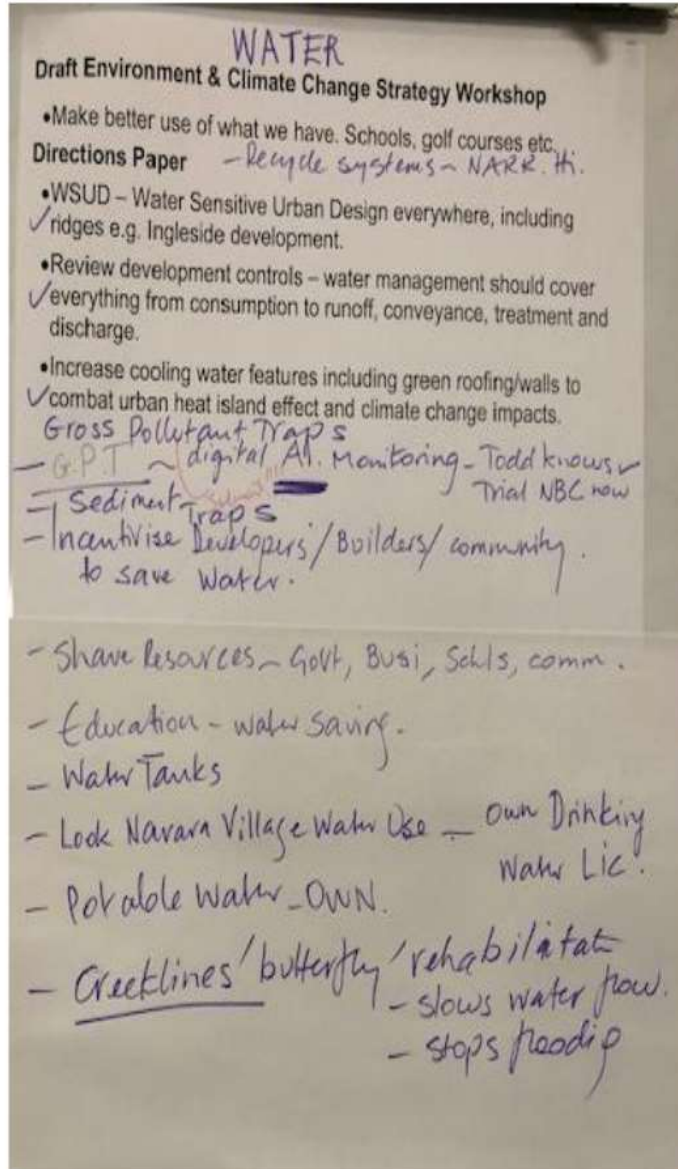 WATER
Draft Environment & Climate Change Strategy Workshop
•Make better use of what we have. Schools, golf courses etc.
Directions Paper - Recycle systems ~ NARR. Hi.
•WSUD – Water Sensitive Urban Design everywhere, including
✓ridges e.g. Ingleside development.
•Review development controls – water management should cover
✓everything from consumption to runoff, conveyance, treatment and
discharge.
•Increase cooling water features including green roofing/walls to
✓combat urban heat island effect and climate change impacts.
Gross Pollutant Traps
- G.P.T ~ digital A.I. Monitoring - Todd knows ✓
Trial NBC now
- Sediment Traps
- Incentivise Developers/Builders/community.
to save water.
- Share Resources ~ Govt, Busi, Schls, comm.
- Education - water saving.
- Water Tanks
- Look Narara Village Water Use - own Drinking
Water Lic.
- Potable Water - OWN.
- Creeklines/butterfly/rehabilitat
- slows water flow.
- stops floodig